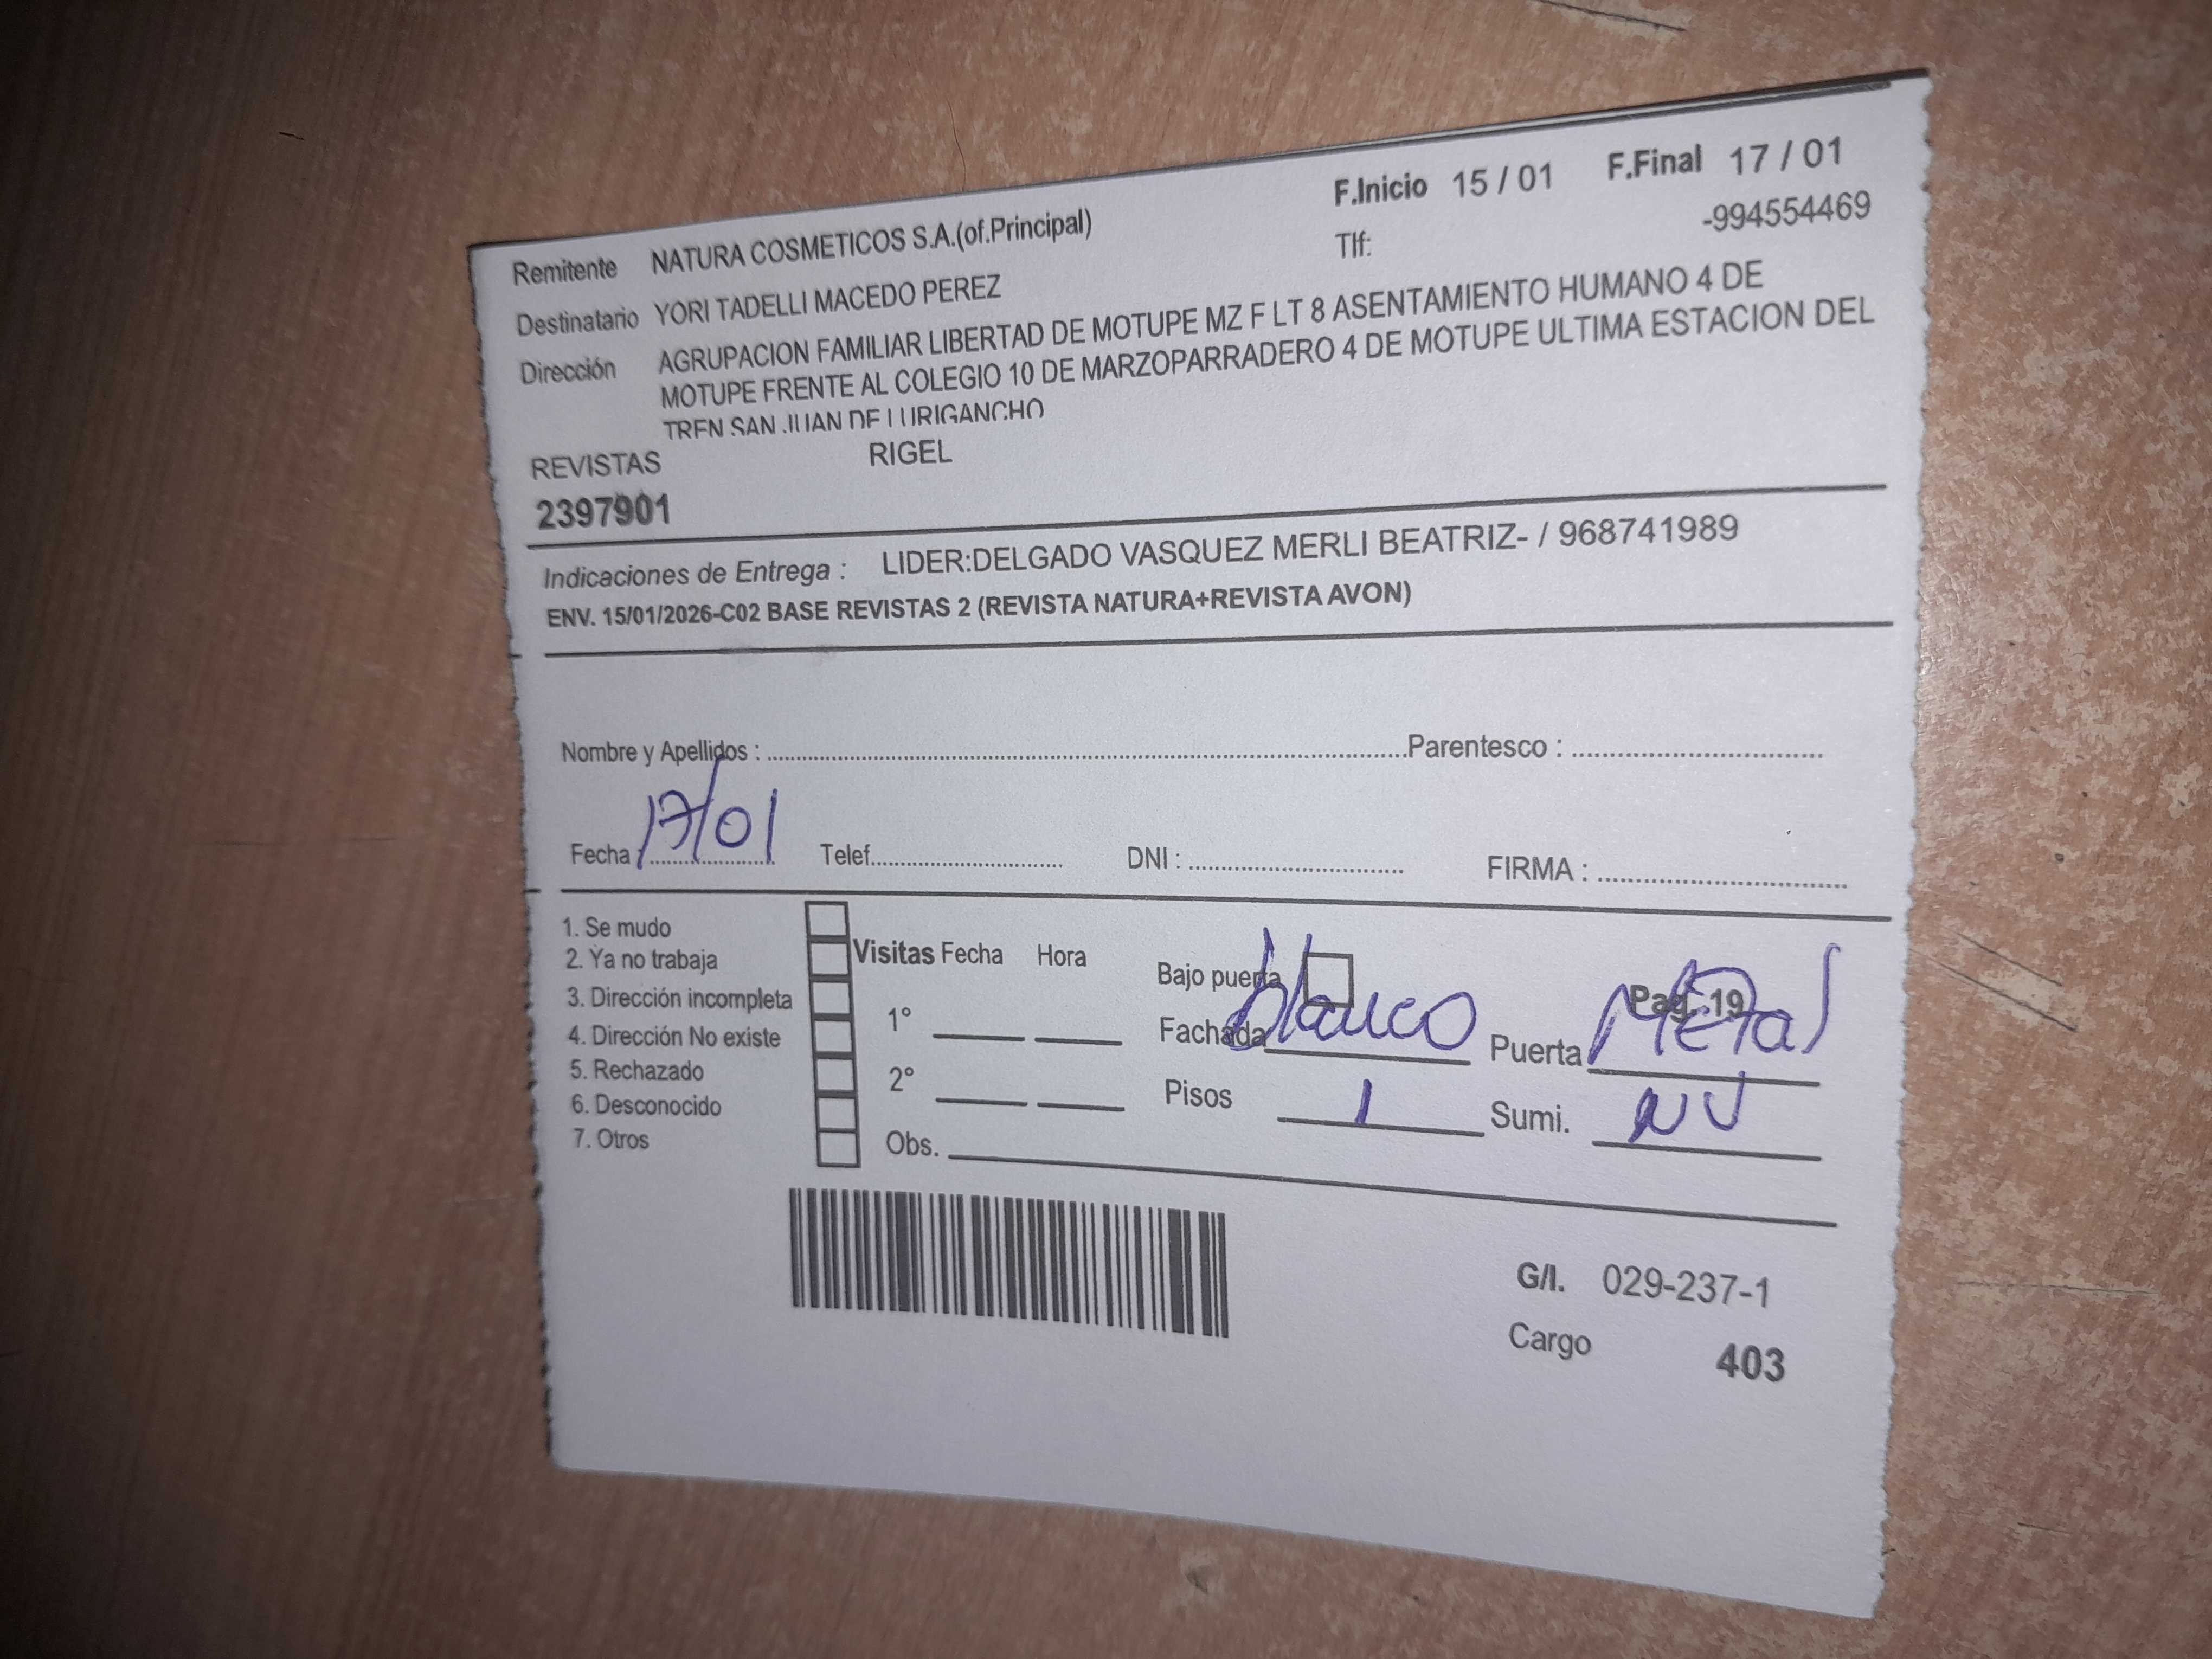 F.Inicio 15 / 01 F.Final 17 / 01
Remitente NATURA COSMETICOS S.A.(of.Principal) Tlf: -994554469
Destinatario YORI TADELLI MACEDO PEREZ
Dirección AGRUPACION FAMILIAR LIBERTAD DE MOTUPE MZ F LT 8 ASENTAMIENTO HUMANO 4 DE
MOTUPE FRENTE AL COLEGIO 10 DE MARZOPARRADERO 4 DE MOTUPE ULTIMA ESTACION DEL
TREN SAN JUAN DE LURIGANCHO
REVISTAS RIGEL
2397901
Indicaciones de Entrega : LIDER:DELGADO VASQUEZ MERLI BEATRIZ- / 968741989
ENV. 15/01/2026-C02 BASE REVISTAS 2 (REVISTA NATURA+REVISTA AVON)
Nombre y Apellidos : Parentesco :
Fecha : 17/01 Telef. DNI : FIRMA :
1. Se mudo
2. Ya no trabaja
3. Dirección incompleta
4. Dirección No existe
5. Rechazado
6. Desconocido
7. Otros
Visitas Fecha Hora
1°
2°
Obs.
Bajo puerta Pag. 19
Fachada blanco Puerta Metal
Pisos 1 Sumi.
G/I. 029-237-1
Cargo 403